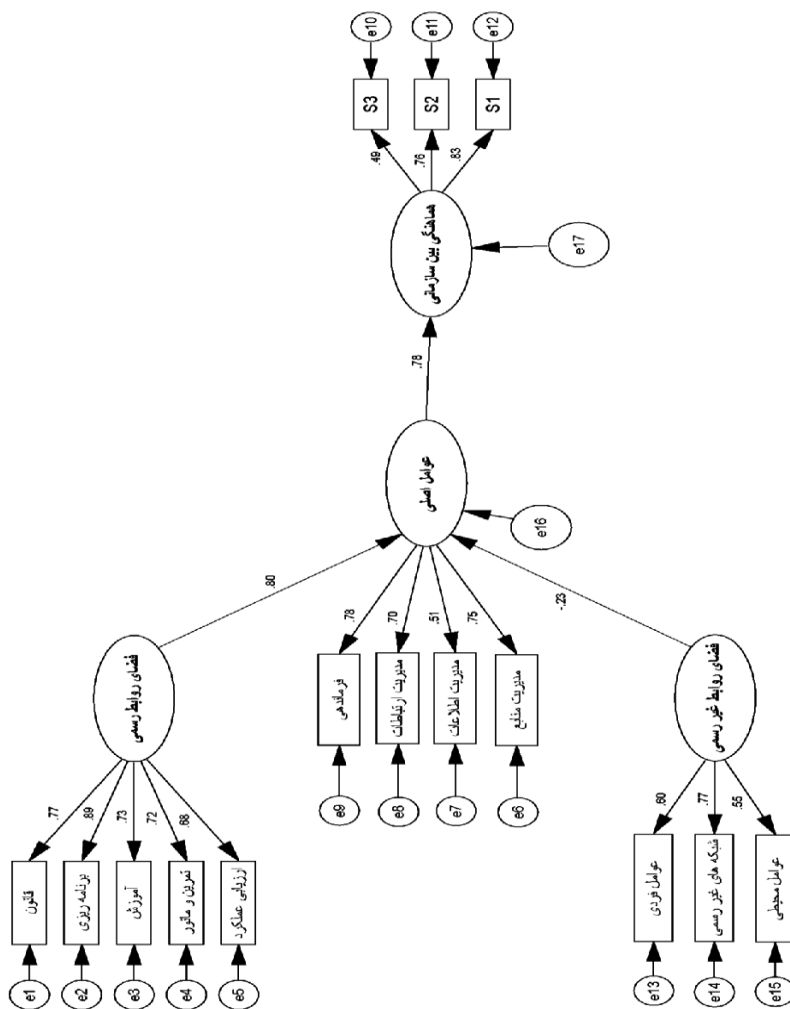 e10
e11
e12
S3
S2
S1
.49
.76
.83
هماهنگی بین سازمانی
e17
.78
عوامل اصلی
e16
.80
-.23
.78
.70
.51
.75
فرماندهی
مدیریت ارتباطات
مدیریت اطلاعات
مدیریت منابع
e9
e8
e7
e6
فضای روابط رسمی
.77
.89
.73
.72
.68
قانون
برنامه ریزی
آموزش
تمرین و مانور
ارزیابی عملکرد
e1
e2
e3
e4
e5
فضای روابط غیر رسمی
.60
.77
.55
عوامل فردی
شبکه های غیر رسمی
عوامل محیطی
e13
e14
e15